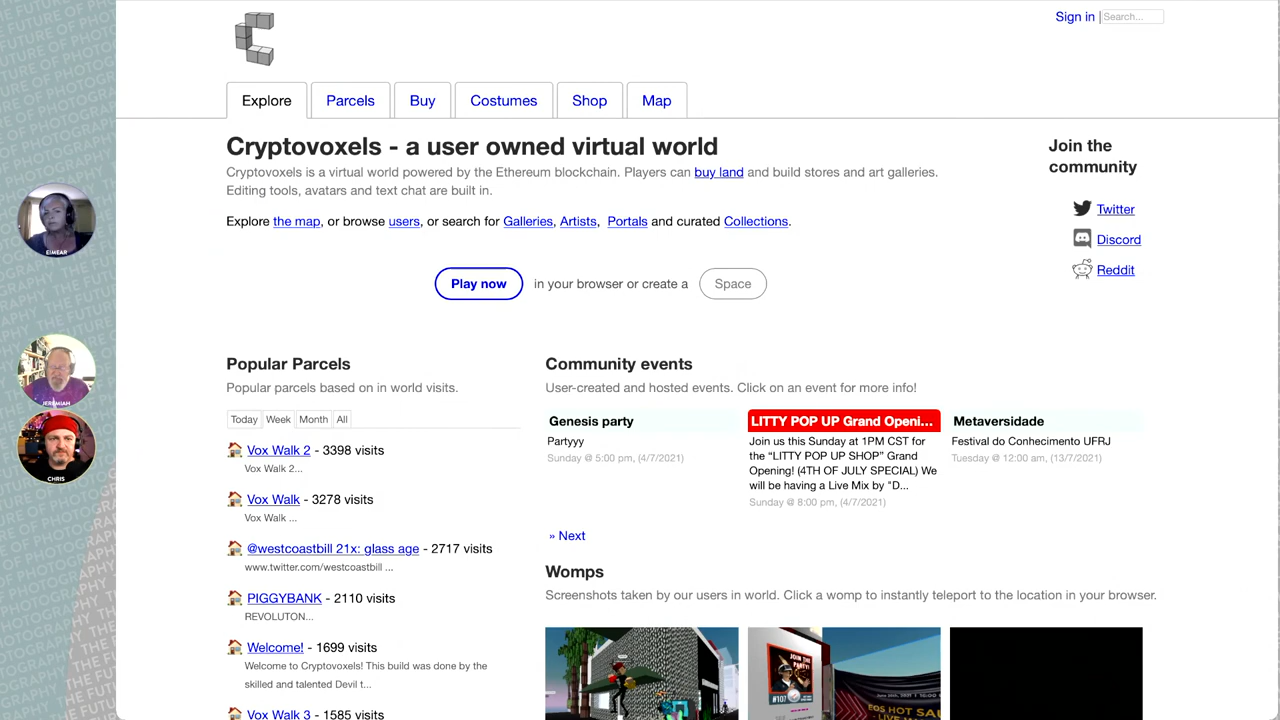 Sign in | Search...
Explore
Parcels
Buy
Costumes
Shop
Map
Cryptovoxels - a user owned virtual world
Cryptovoxels is a virtual world powered by the Ethereum blockchain. Players can buy land and build stores and art galleries.
Editing tools, avatars and text chat are built in.
Explore the map, or browse users, or search for Galleries, Artists, Portals and curated Collections.
Play now in your browser or create a Space
Join the
community
Twitter
Discord
Reddit
Popular Parcels
Popular parcels based on in world visits.
Today Week Month All
Vox Walk 2 - 3398 visits
Vox Walk 2...
Vox Walk - 3278 visits
Vox Walk ...
@westcoastbill 21x: glass age - 2717 visits
www.twitter.com/westcoastbill ...
PIGGYBANK - 2110 visits
REVOLUTON...
Welcome! - 1699 visits
Welcome to Cryptovoxels! This build was done by the
skilled and talented Devil t...
Vox Walk 3 - 1585 visits
Community events
User-created and hosted events. Click on an event for more info!
Genesis party
Partyyy
Sunday @ 5:00 pm, (4/7/2021)
LITTY POP UP Grand Openi...
Join us this Sunday at 1PM CST for
the “LITTY POP UP SHOP” Grand
Opening! (4TH OF JULY SPECIAL) We
will be having a Live Mix by "D...
Sunday @ 8:00 pm, (4/7/2021)
Metaversidade
Festival do Conhecimento UFRJ
Tuesday @ 12:00 am, (13/7/2021)
» Next
Womps
Screenshots taken by our users in world. Click a womp to instantly teleport to the location in your browser.
JOIN THE
PARTY!
#107
EOS HOT SAU
- LIVE MA
EIMEAR
JEREMIAH
CHRIS